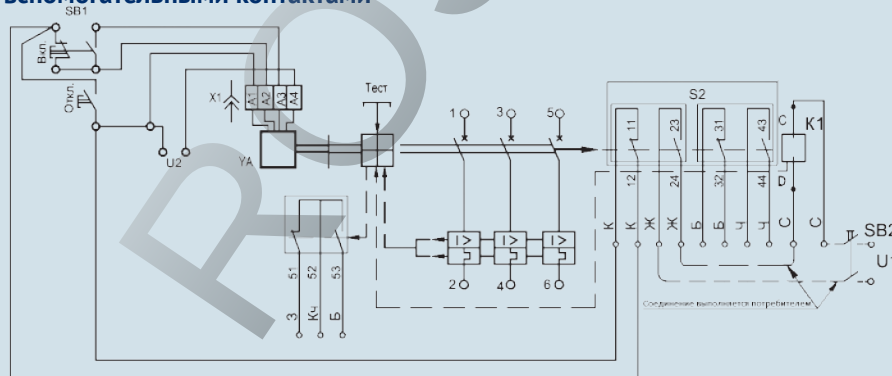 вспомогательными контактами
SB1
Вкл.
Откл.
X1
A1 A2 A3 A4
U2
YA
Тест
1 3 5
S2
11 23 31 43
C K1
12 24 32 44 D
К К Ж Ж Б Б Ч Ч С С
SB2
U1
51 52 53
З Кч Б
I> I> I>
2 4 6
Соединение выполняется потребителем